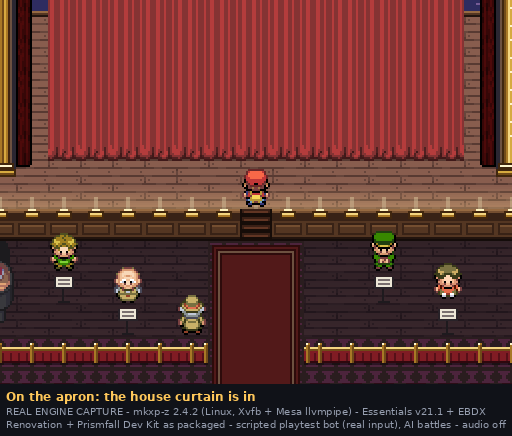 On the apron: the house curtain is in
REAL ENGINE CAPTURE - mkxp-z 2.4.2 (Linux, Xvfb + Mesa llvmpipe) - Essentials v21.1 + EBDX
Renovation + Prismfall Dev Kit as packaged - scripted playtest bot (real input), AI battles - audio off